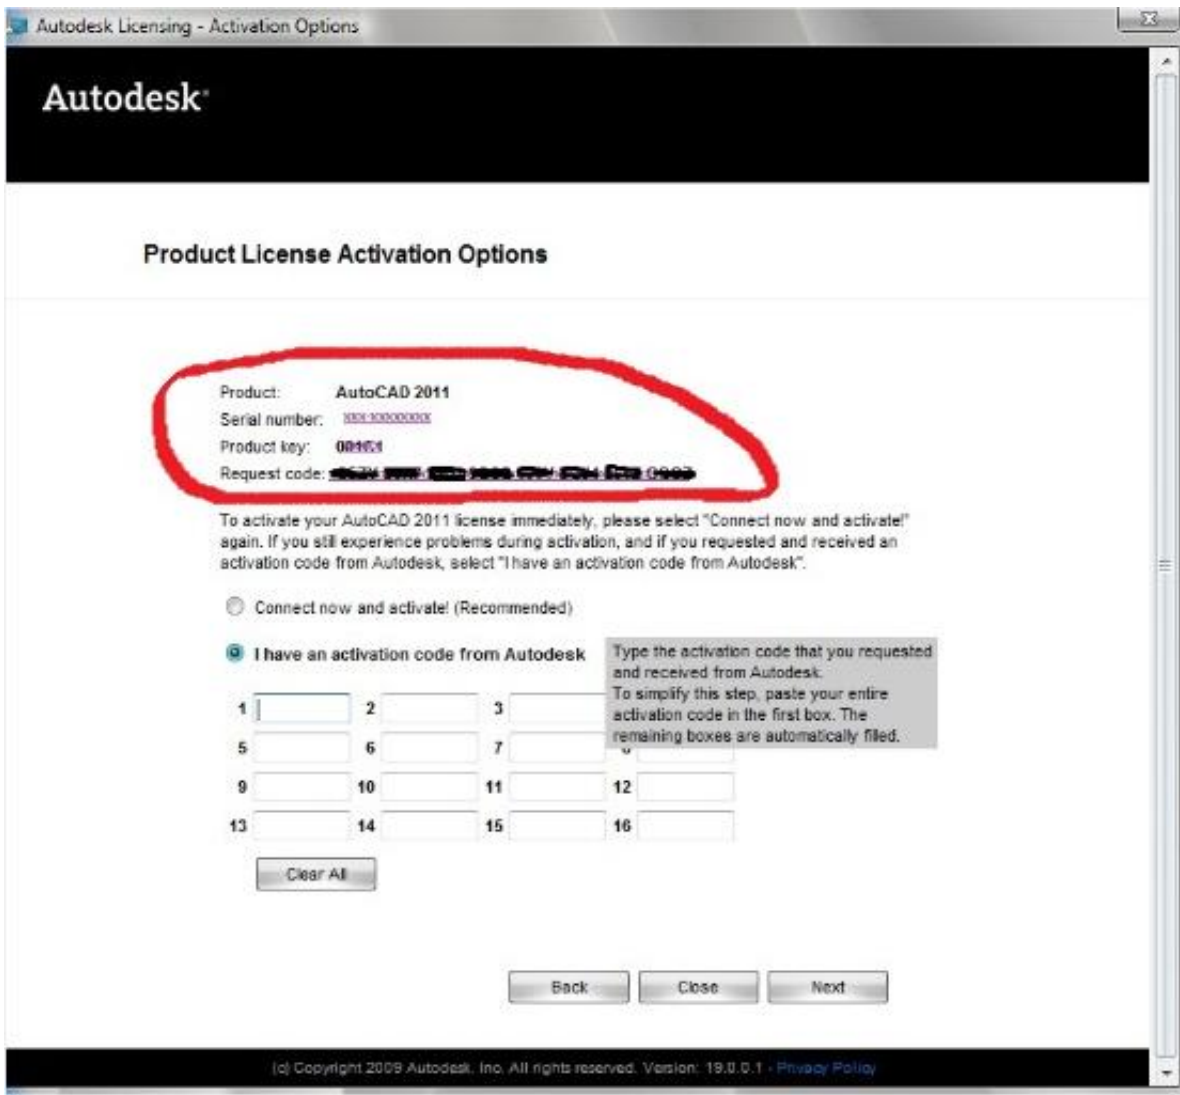 Autodesk Licensing - Activation Options
Autodesk
Product License Activation Options
Product: AutoCAD 2011
Serial number: XXX-XXXXXXXX
Product key:
Request code:
To activate your AutoCAD 2011 license immediately, please select "Connect now and activate!"
again. If you still experience problems during activation, and if you requested and received an
activation code from Autodesk, select "I have an activation code from Autodesk".
Connect now and activate! (Recommended)
I have an activation code from Autodesk
Type the activation code that you requested
and received from Autodesk.
To simplify this step, paste your entire
activation code in the first box. The
remaining boxes are automatically filled.
1 2 3
5 6 7
9 10 11 12
13 14 15 16
Clear All
Back Close Next
(c) Copyright 2009 Autodesk, Inc. All rights reserved. Version: 19.0.0.1 - Privacy Policy